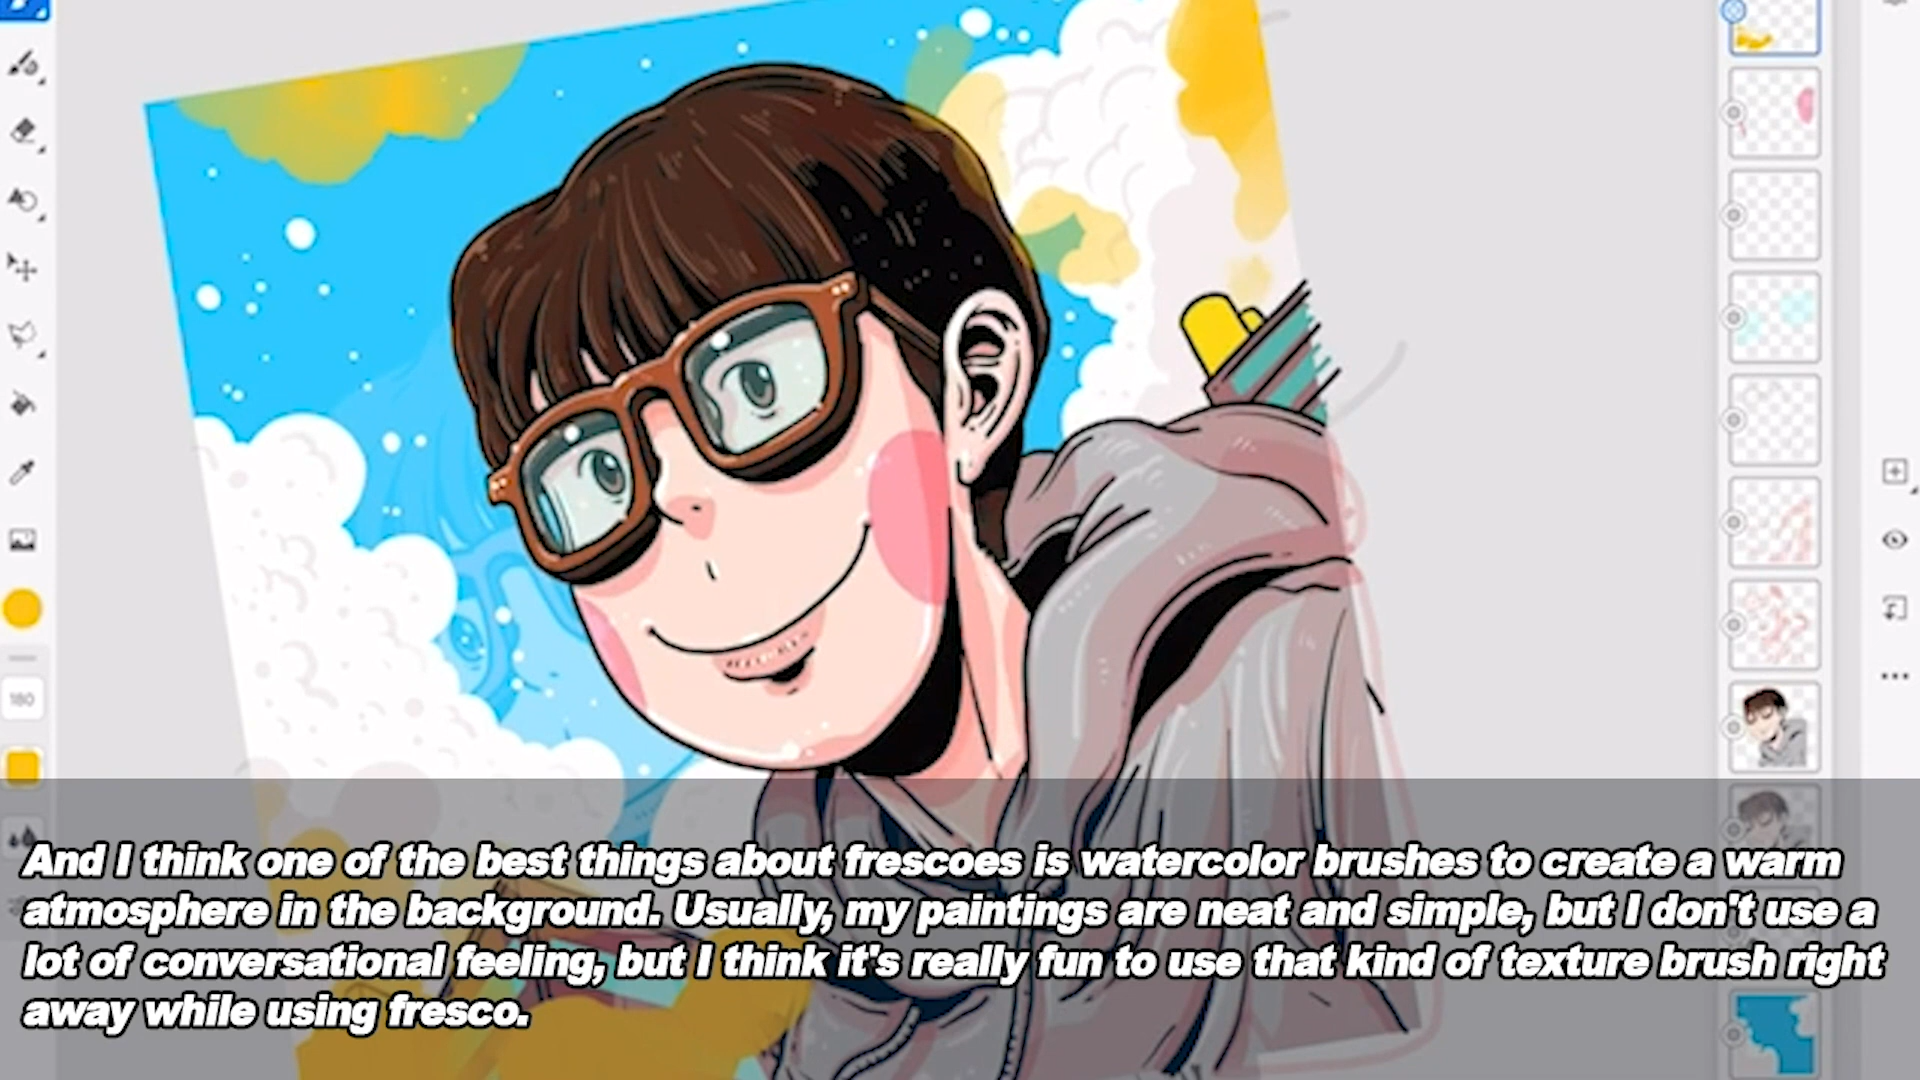 180
And I think one of the best things about frescoes is watercolor brushes to create a warm
atmosphere in the background. Usually, my paintings are neat and simple, but I don't use a
lot of conversational feeling, but I think it's really fun to use that kind of texture brush right
away while using fresco.